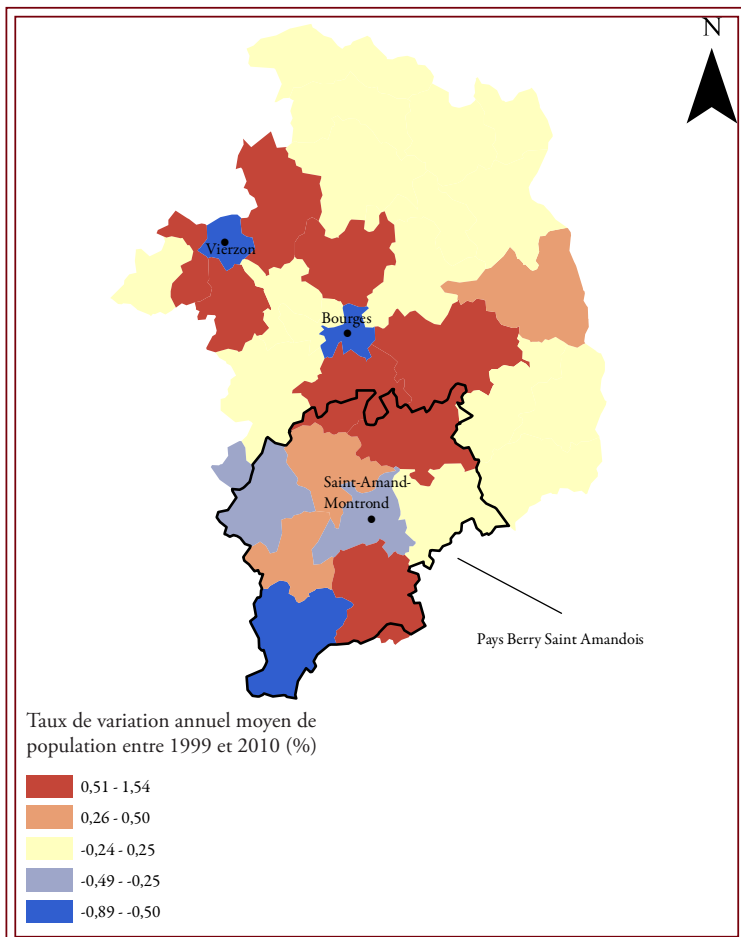 N
Vierzon
Bourges
Saint-Amand-
Montrond
Pays Berry Saint Amandois
Taux de variation annuel moyen de
population entre 1999 et 2010 (%)
0,51 - 1,54
0,26 - 0,50
-0,24 - 0,25
-0,49 - -0,25
-0,89 - -0,50